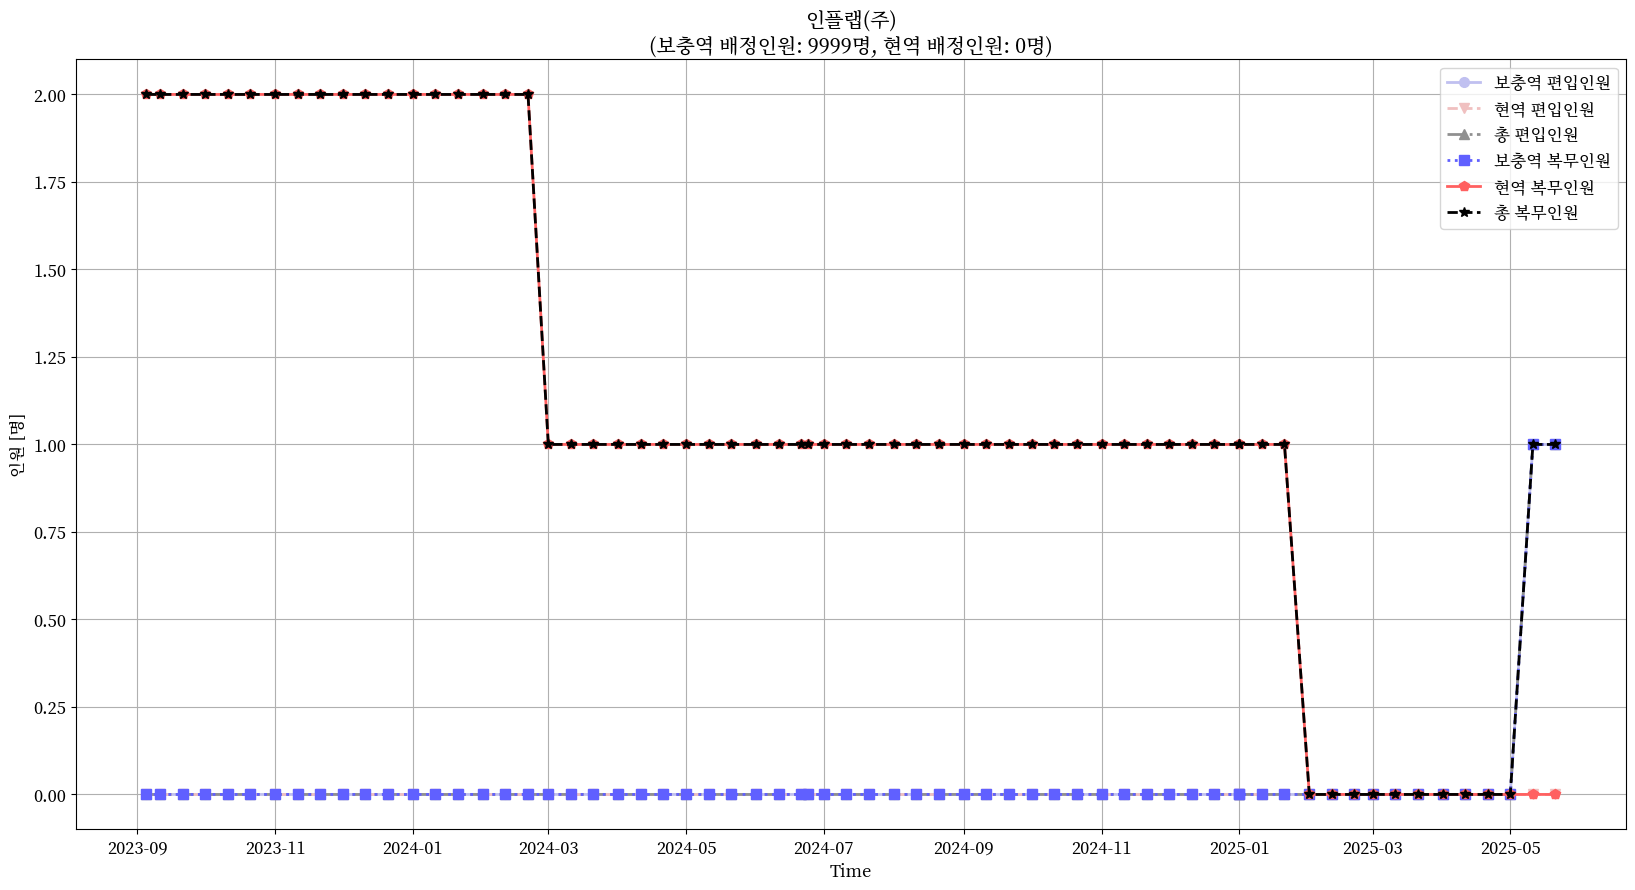 인플랩(주)
(보충역 배정인원: 9999명, 현역 배정인원: 0명)
보충역 편입인원
현역 편입인원
총 편입인원
보충역 복무인원
현역 복무인원
총 복무인원
인원 [명]
2.00
1.75
1.50
1.25
1.00
0.75
0.50
0.25
0.00
2023-09 2023-11 2024-01 2024-03 2024-05 2024-07 2024-09 2024-11 2025-01 2025-03 2025-05
Time